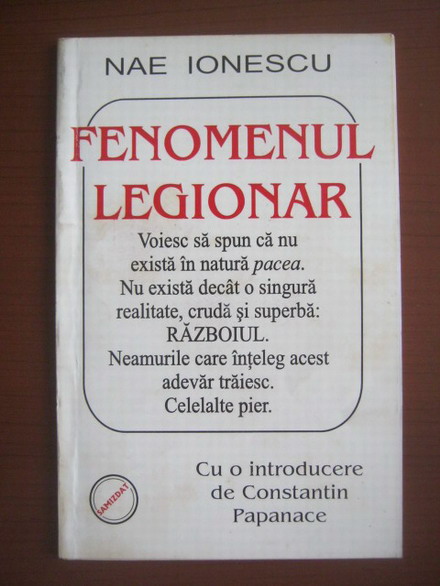 NAE IONESCU
FENOMENUL
LEGIONAR
Voiesc să spun că nu
există în natură pacea.
Nu există decât o singură
realitate, crudă şi superbă:
RĂZBOIUL.
Neamurile care înţeleg acest
adevăr trăiesc.
Celelalte pier.
SAMIZDAT
Cu o introducere
de Constantin
Papanace